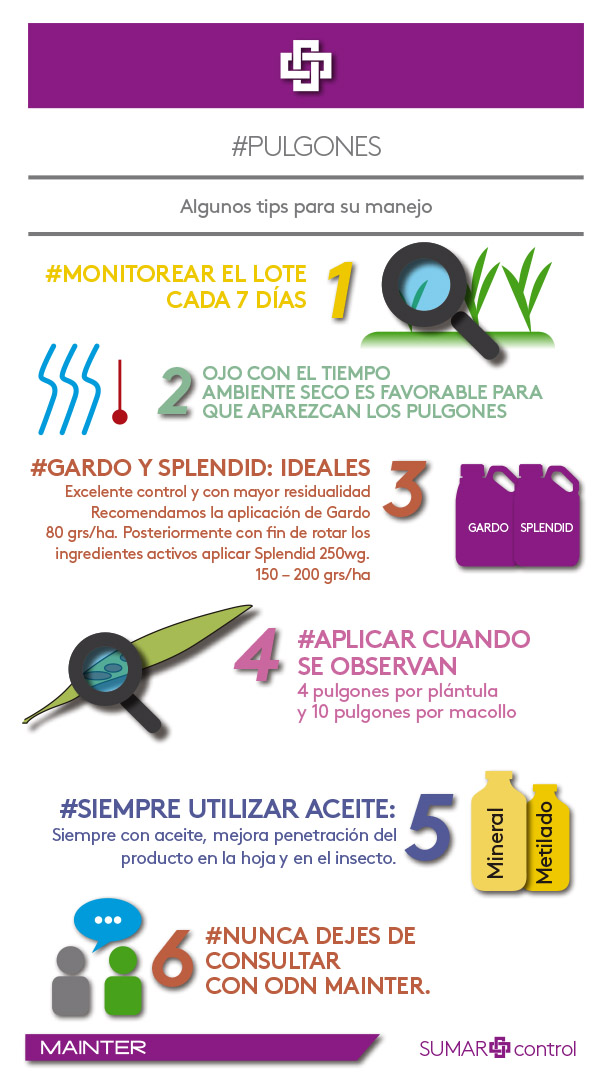 #PULGONES
Algunos tips para su manejo
#MONITOREAR EL LOTE
CADA 7 DÍAS
1
2
OJO CON EL TIEMPO
AMBIENTE SECO ES FAVORABLE PARA
QUE APAREZCAN LOS PULGONES
#GARDO Y SPLENDID: IDEALES
Excelente control y con mayor residualidad
Recomendamos la aplicación de Gardo
80 grs/ha. Posteriormente con fin de rotar los
ingredientes activos aplicar Splendid 250wg.
150 – 200 grs/ha
3
GARDO
SPLENDID
4
#APLICAR CUANDO
SE OBSERVAN
4 pulgones por plántula
y 10 pulgones por macollo
#SIEMPRE UTILIZAR ACEITE:
Siempre con aceite, mejora penetración del
producto en la hoja y en el insecto.
5
Mineral
Metilado
6
#NUNCA DEJES DE
CONSULTAR
CON ODN MAINTER.
MAINTER
SUMAR control